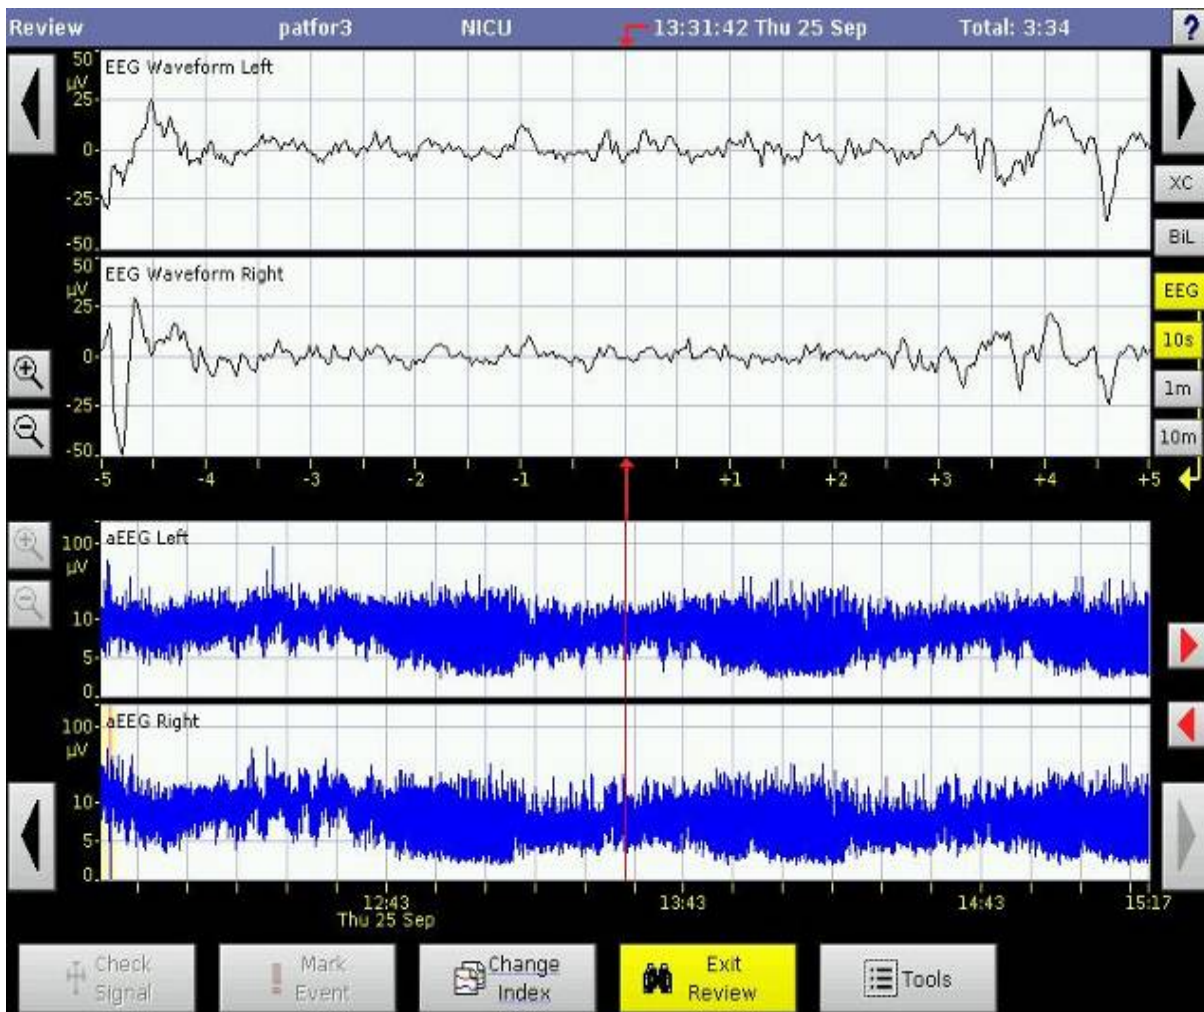 Review patfor3 NICU 13:31:42 Thu 25 Sep Total: 3:34 ?
50 EEG Waveform Left
µV
25
0
-25
-50
XC
BiL
50 EEG Waveform Right
µV
25
0
-25
-50
EEG
10s
1m
10m
-5 -4 -3 -2 -1 +1 +2 +3 +4 +5
100 aEEG Left
µV
10
5
0
100 aEEG Right
µV
10
5
0
12:43 13:43 14:43 15:17
Thu 25 Sep
Check Signal
Mark Event
Change Index
Exit Review
Tools